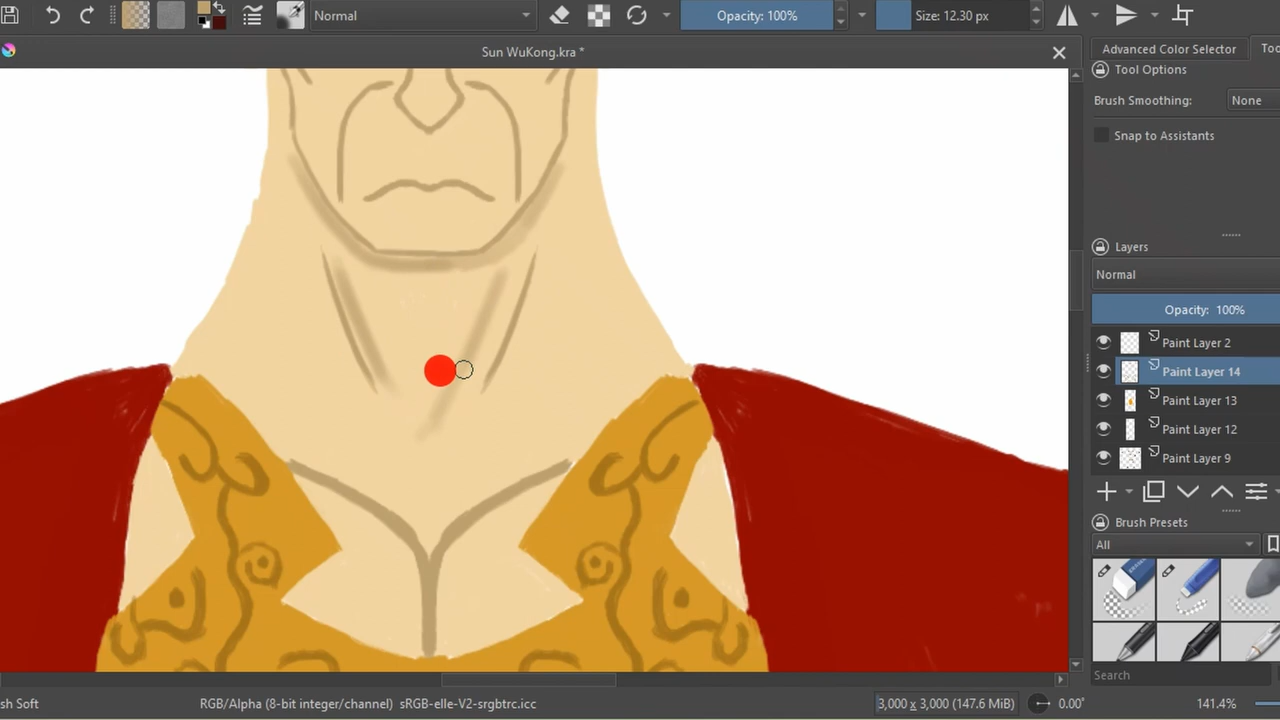 Normal
Opacity: 100%
Size: 12.30 px
Sun WuKong.kra *
Advanced Color Selector
Too
Tool Options
Brush Smoothing:
None
Snap to Assistants
Layers
Normal
Opacity: 100%
Paint Layer 2
Paint Layer 14
Paint Layer 13
Paint Layer 12
Paint Layer 9
Brush Presets
All
Search
sh Soft
RGB/Alpha (8-bit integer/channel) sRGB-elle-V2-srgbtrc.icc
3,000 x 3,000 (147.6 MiB)
0.00°
141.4%